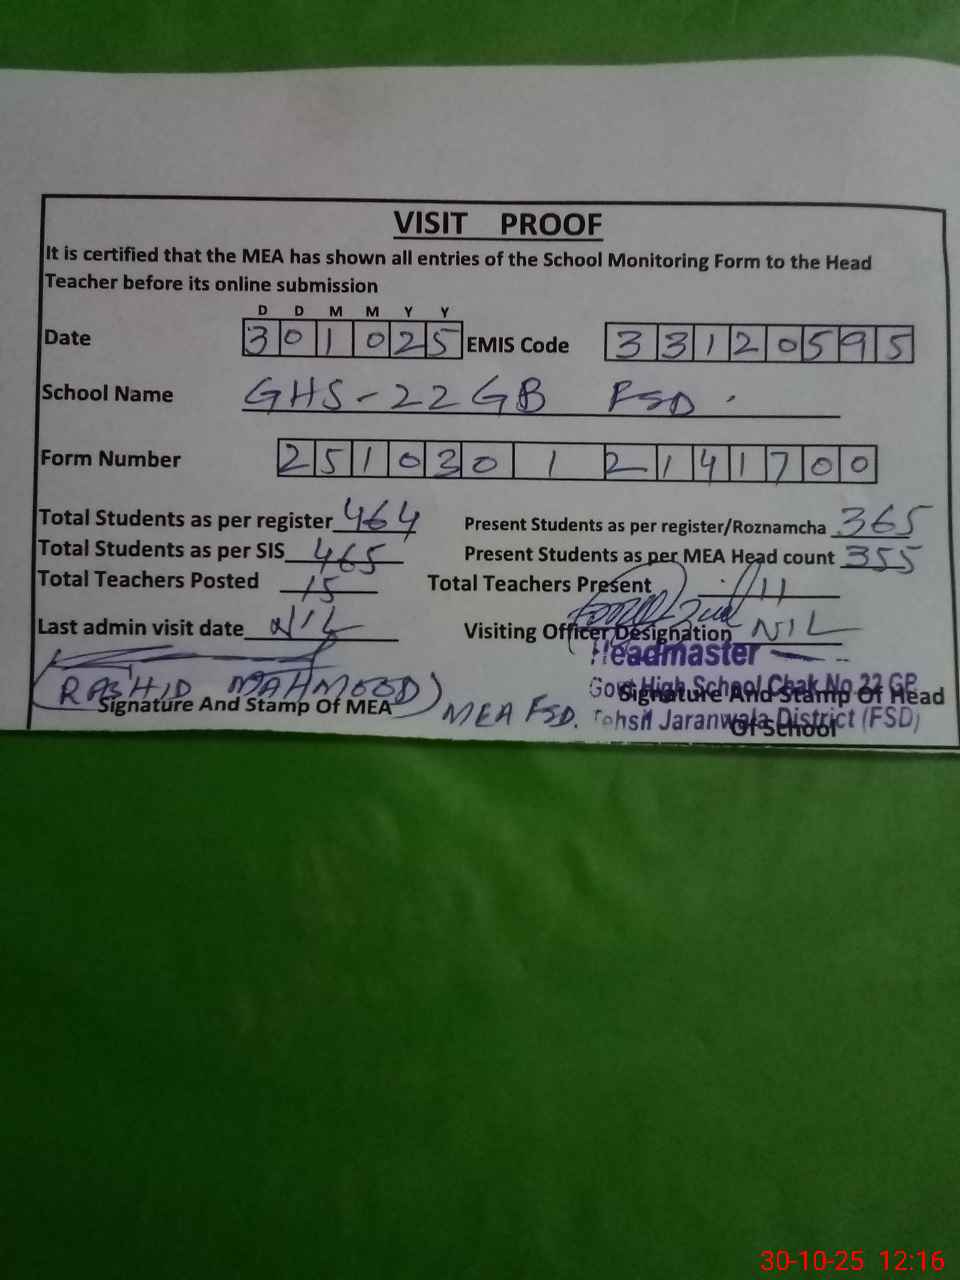 VISIT PROOF
It is certified that the MEA has shown all entries of the School Monitoring Form to the Head
Teacher before its online submission
D D M M Y Y
Date 301025 EMIS Code 33120595
School Name GHS-22 GB FSD.
Form Number 25103012141700
Total Students as per register 464 Present Students as per register/Roznamcha 365
Total Students as per SIS 465 Present Students as per MEA Head count 355
Total Teachers Posted 15 Total Teachers Present 11
Last admin visit date NIL Visiting Officer Designation NIL
Headmaster
(RASHID MAHMOOD) Govt High School Chak No 22 GB
Signature And Stamp Of MEA MEA FSD. Signature And Stamp Of Head
Tehsil Jaranwala District (FSD)
Of School
30-10-25 12:16